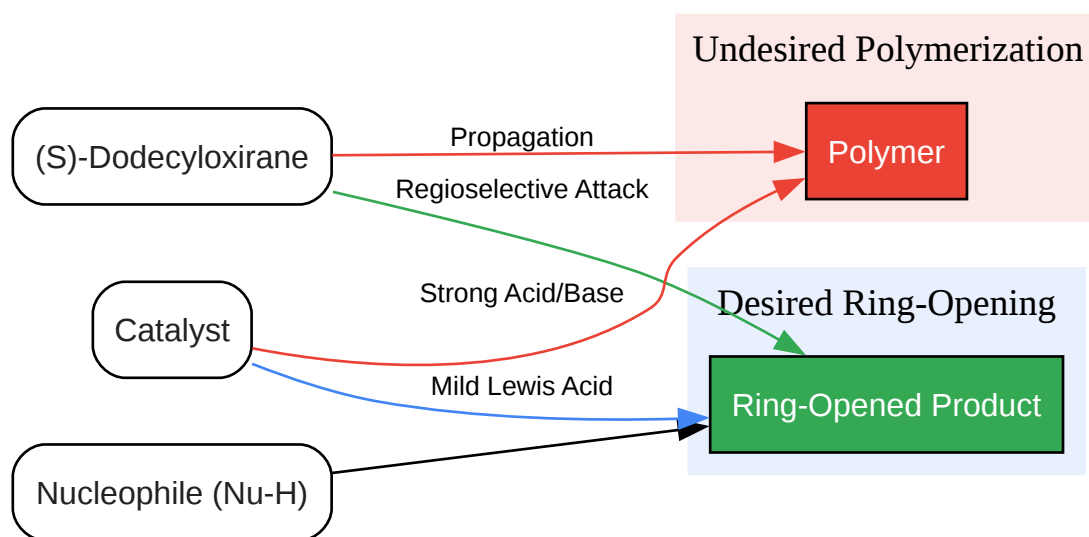 Undesired Polymerization
Propagation
(S)-Dodecyloxirane
Polymer
Regioselective Attack
Strong Acid/Base
Desired Ring-Opening
Catalyst
Mild Lewis Acid
Ring-Opened Product
Nucleophile (Nu-H)